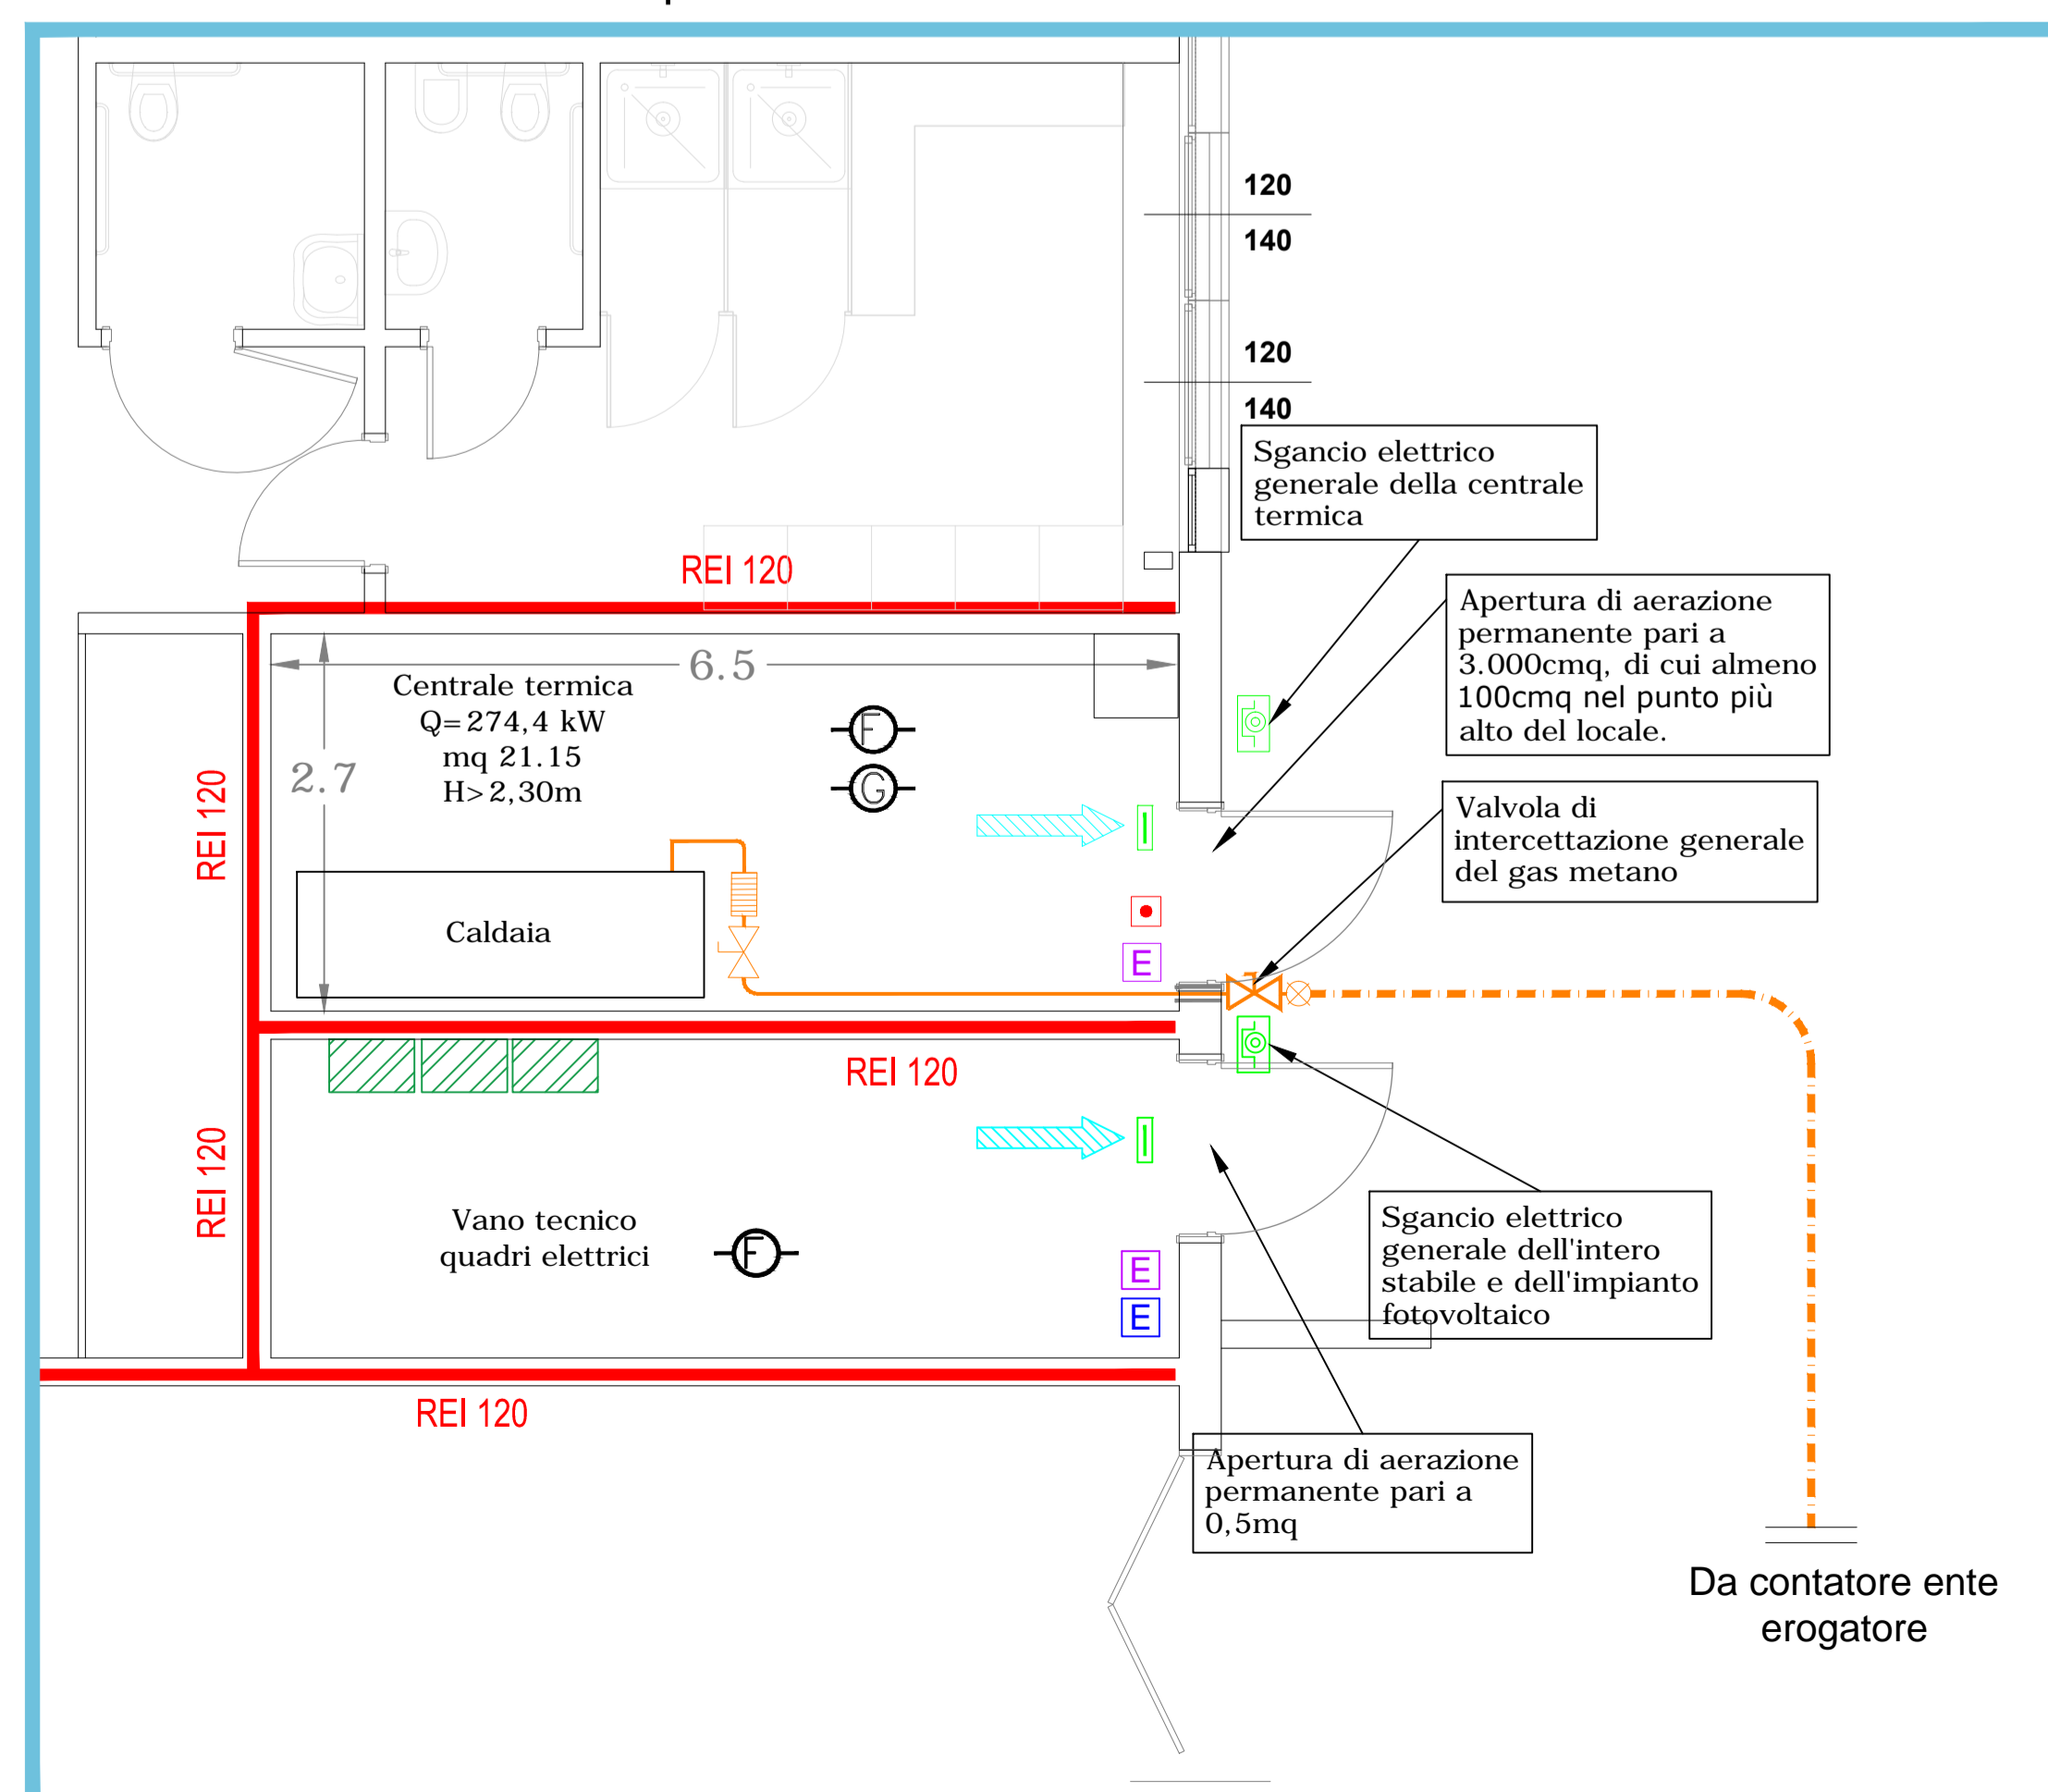 120
140
120
140
Sgancio elettrico
generale della centrale
termica
REI 120
Apertura di aerazione
permanente pari a
3.000cmq, di cui almeno
100cmq nel punto più
alto del locale.
6.5
Centrale termica
Q=274,4 kW
mq 21.15
H>2,30m
2.7
F
G
REI 120
Valvola di
intercettazione generale
del gas metano
Caldaia
E
REI 120
REI 120
Vano tecnico
quadri elettrici
F
E
E
Sgancio elettrico
generale dell'intero
stabile e dell'impianto
fotovoltaico
REI 120
Apertura di aerazione
permanente pari a
0,5mq
Da contatore ente
erogatore